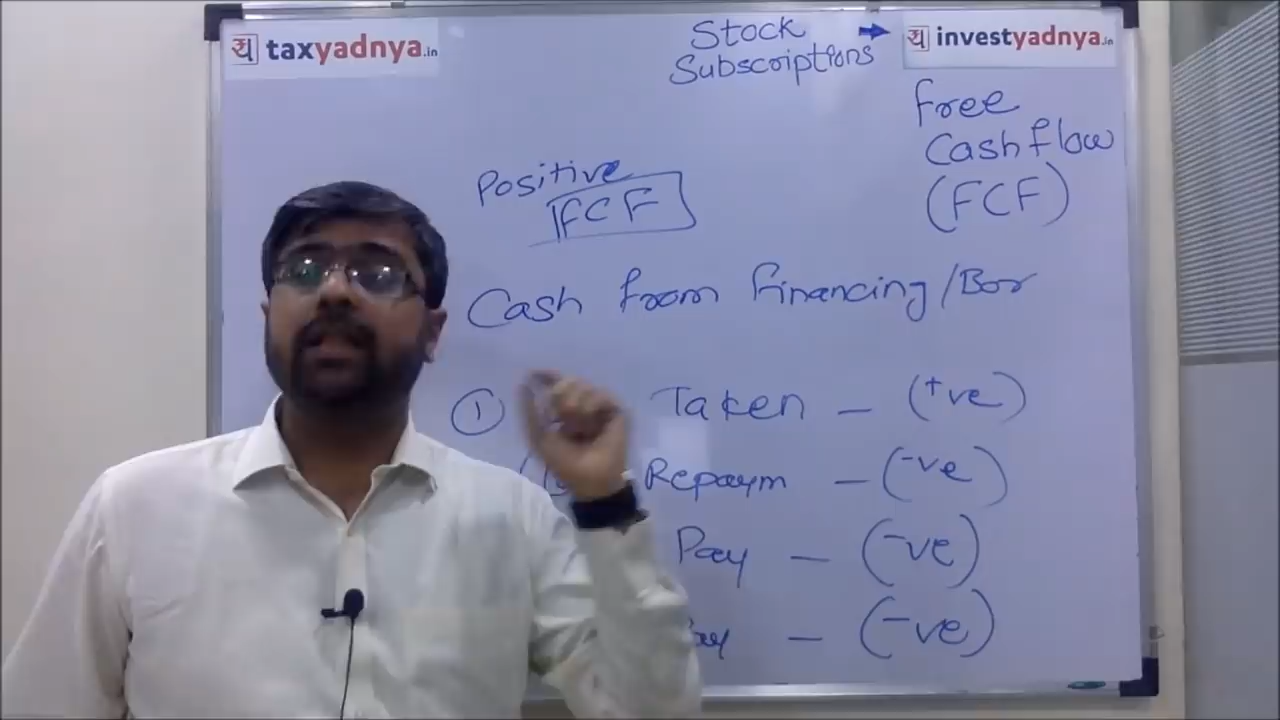 taxyadnya.in
Stock
Subscriptions
investyadnya.in
Free
Cashflow
(FCF)
Positive
FCF
Cash from Financing/Bor
① Taken - (+ve)
Repaym - (-ve)
Pay - (-ve)
- (-ve)